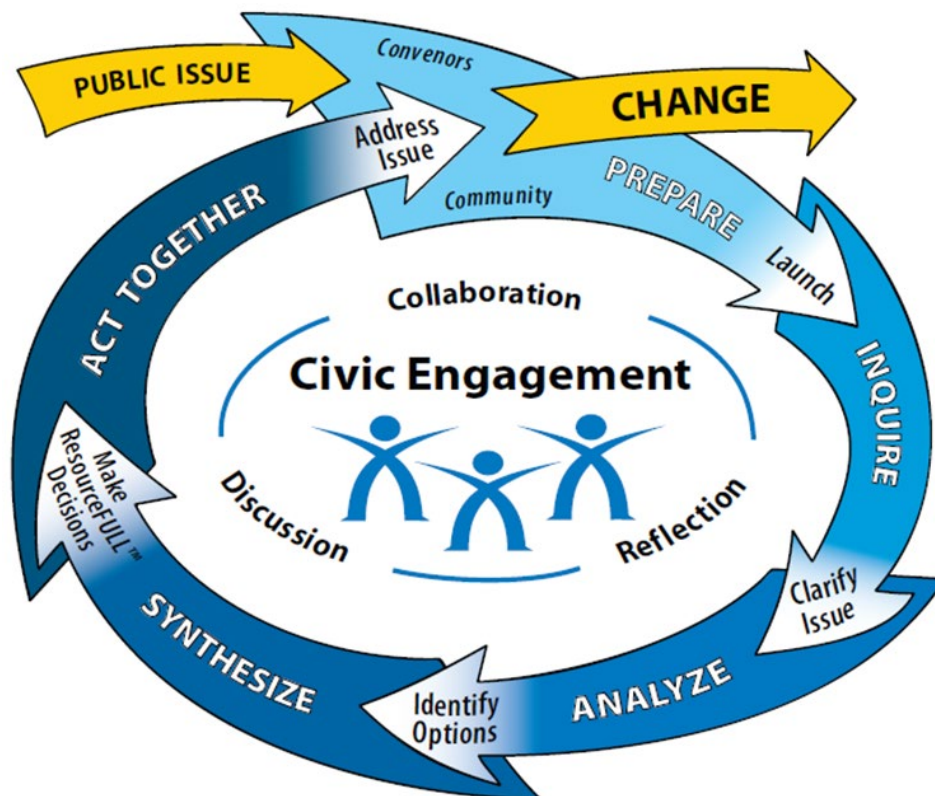 PUBLIC ISSUE
Convenors
CHANGE
Address
Issue
Community
PREPARE
Launch
INQUIRE
Clarify
Issue
ANALYZE
Identify
Options
SYNTHESIZE
Make
ResourceFULL™
Decisions
ACT TOGETHER
Collaboration
Civic Engagement
Discussion
Reflection